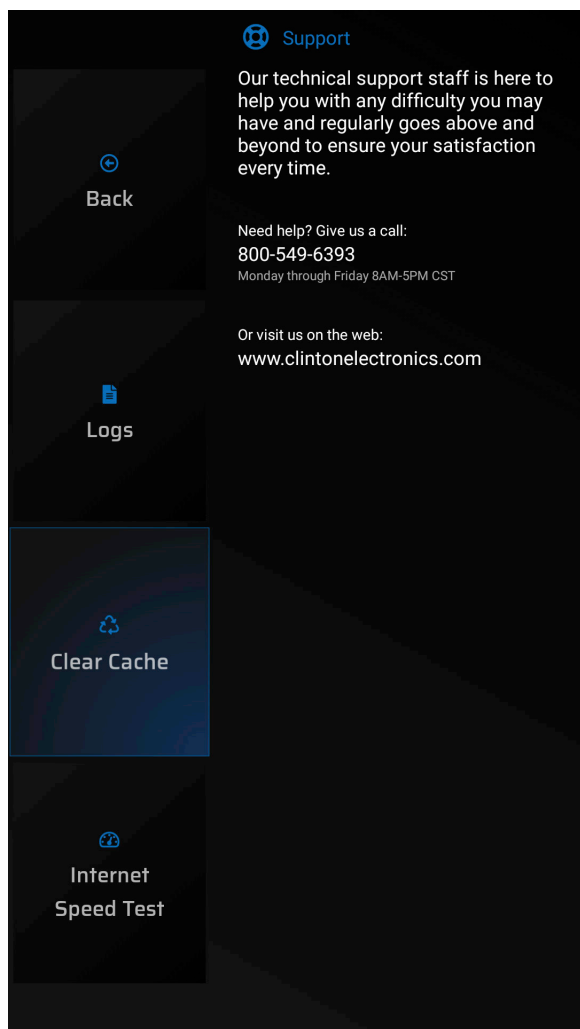 Support
Our technical support staff is here to
help you with any difficulty you may
have and regularly goes above and
beyond to ensure your satisfaction
every time.
Need help? Give us a call:
800-549-6393
Monday through Friday 8AM-5PM CST
Or visit us on the web:
www.clintonelectronics.com
Back
Logs
Clear Cache
Internet
Speed Test